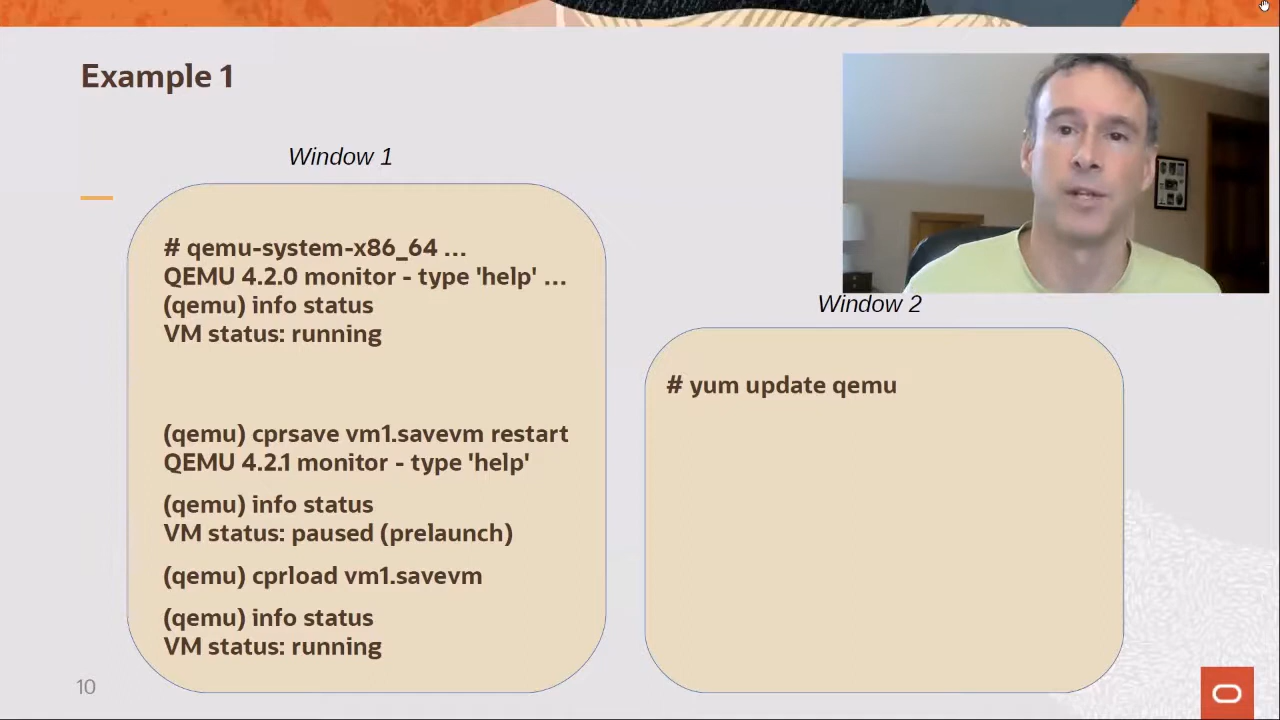 Example 1
Window 1
# qemu-system-x86_64 …
QEMU 4.2.0 monitor - type 'help' …
(qemu) info status
VM status: running
(qemu) cprsave vm1.savevm restart
QEMU 4.2.1 monitor - type 'help'
(qemu) info status
VM status: paused (prelaunch)
(qemu) cprload vm1.savevm
(qemu) info status
VM status: running
Window 2
# yum update qemu
10